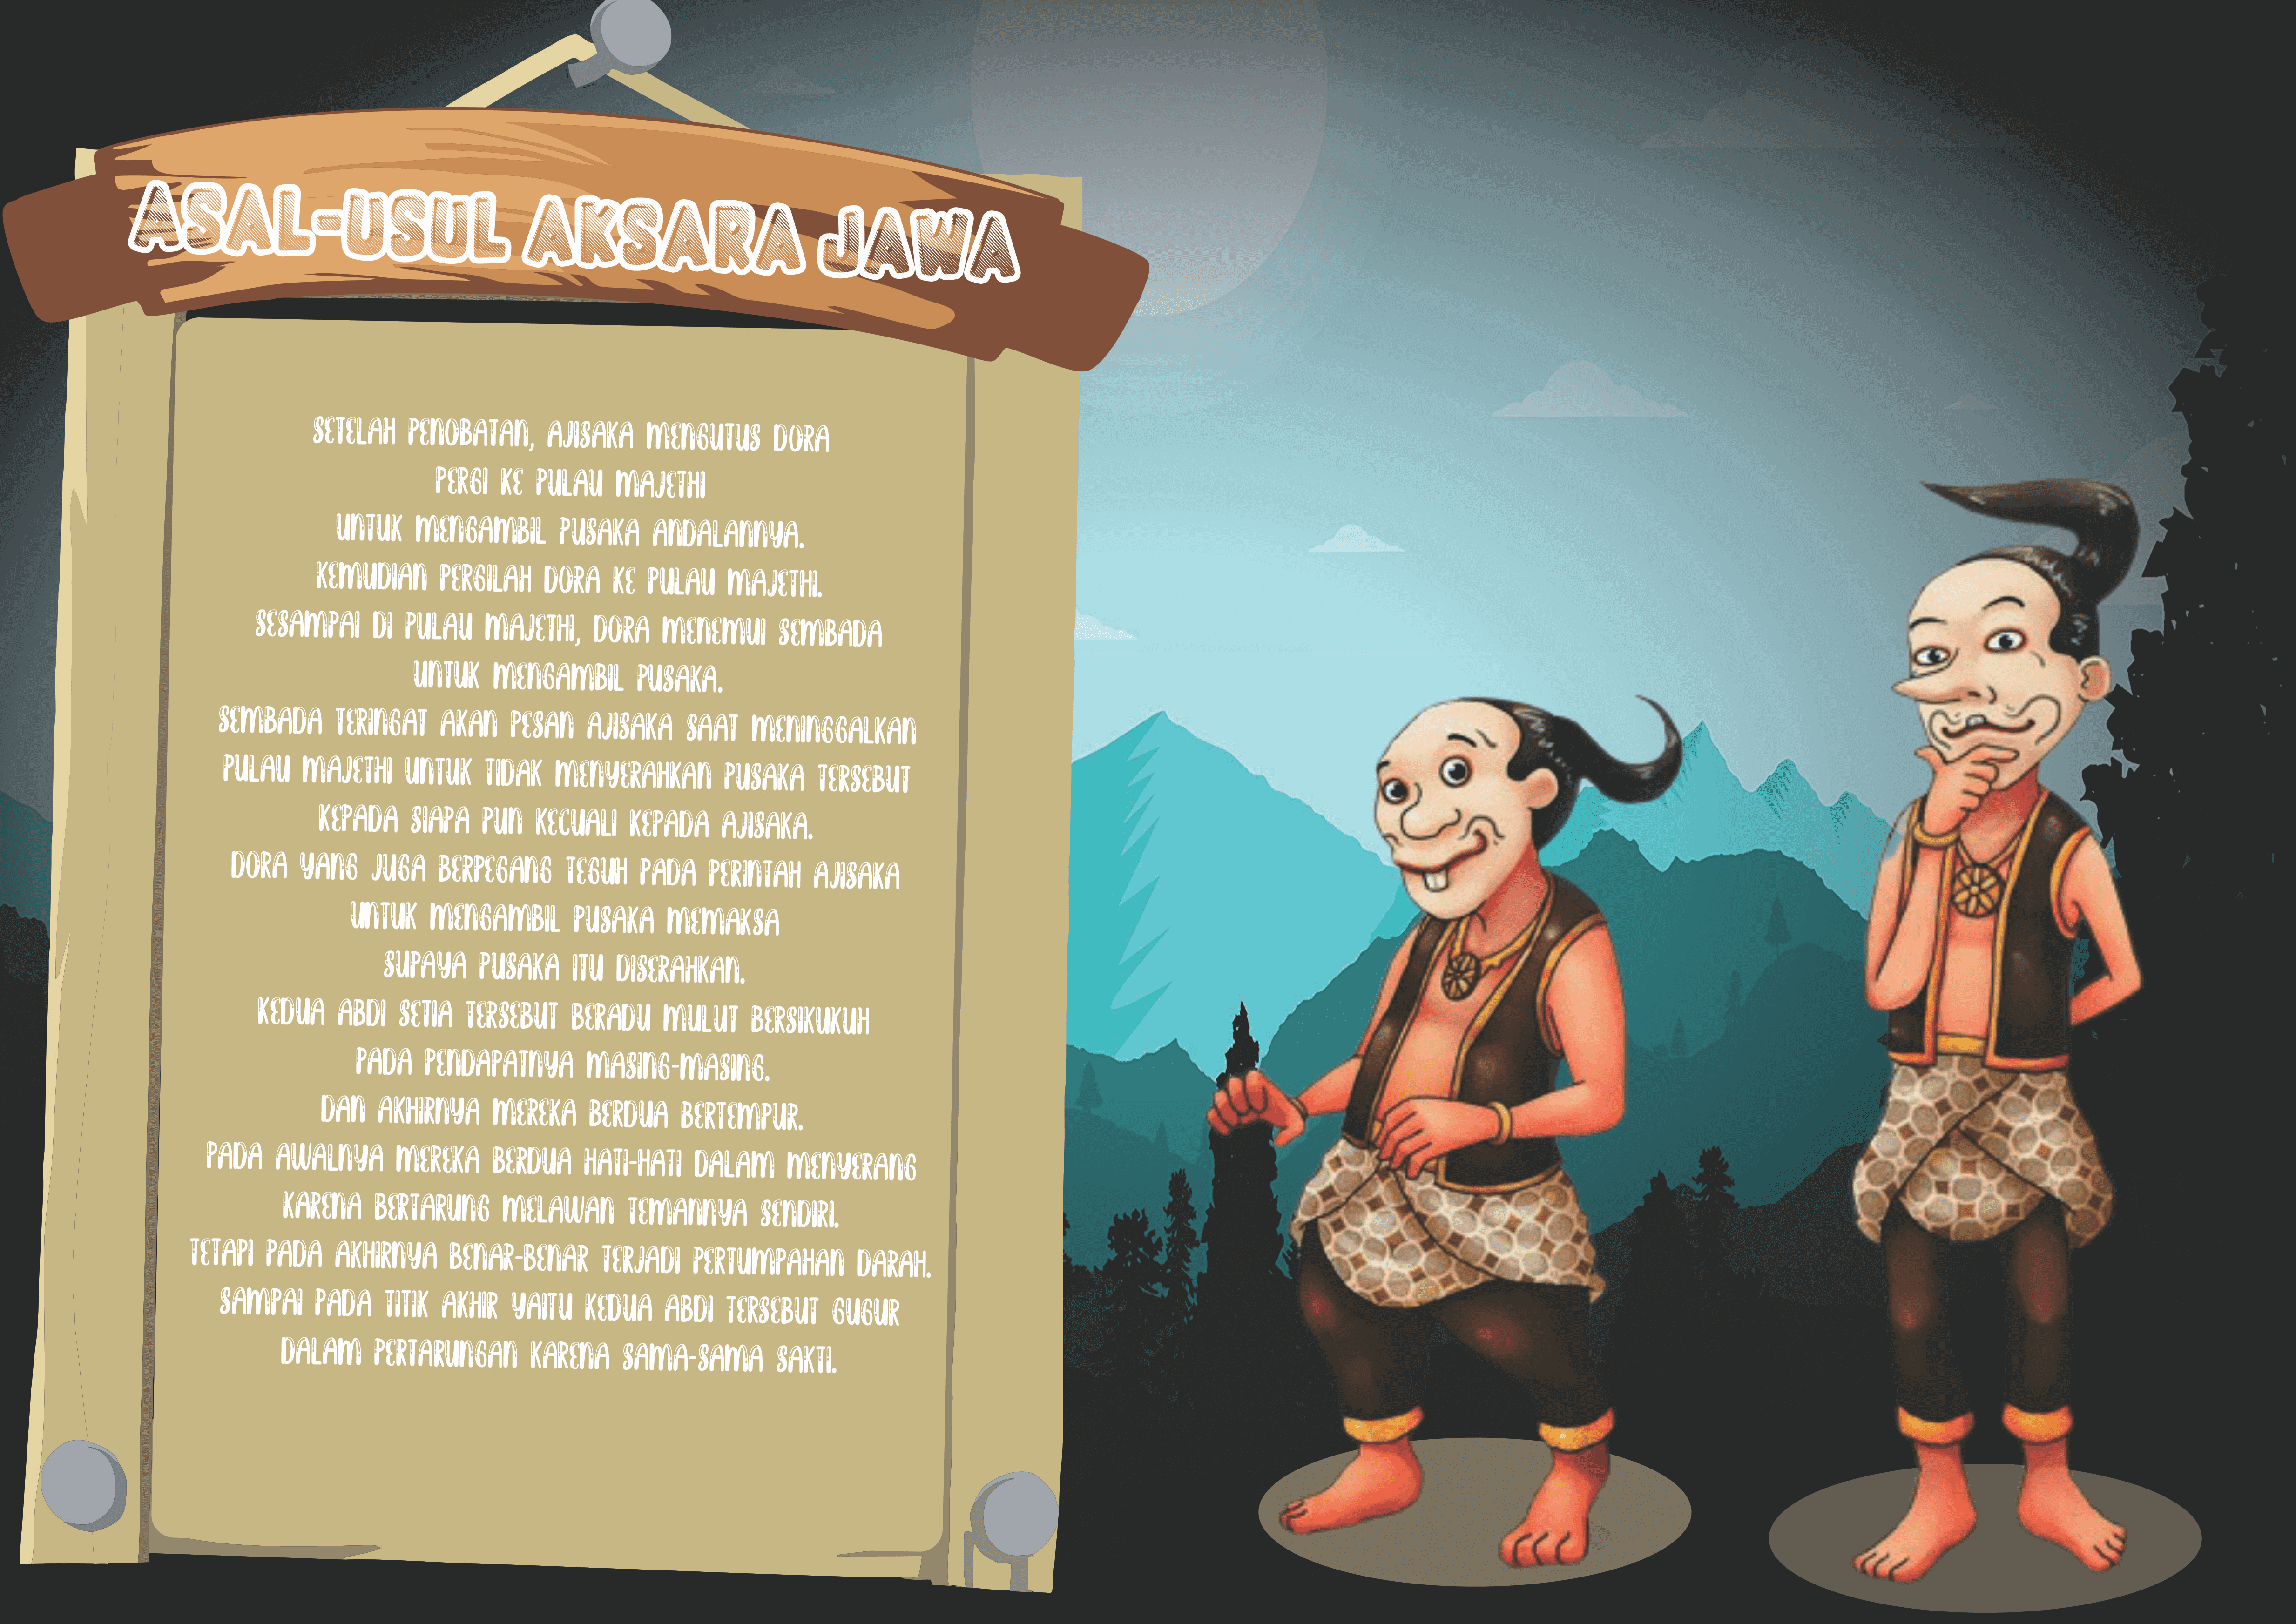 ASAL-USUL AKSARA JAWA
SETELAH PENOBATAN, AJISAKA MENGUTUS DORA
PERGI KE PULAU MAJETHI
UNTUK MENGAMBIL PUSAKA ANDALANNYA.
KEMUDIAN PERGILAH DORA KE PULAU MAJETHI.
SESAMPAI DI PULAU MAJETHI, DORA MENEMUI SEMBADA
UNTUK MENGAMBIL PUSAKA.
SEMBADA TERINGAT AKAN PESAN AJISAKA SAAT MENINGGALKAN
PULAU MAJETHI UNTUK TIDAK MENYERAHKAN PUSAKA TERSEBUT
KEPADA SIAPA PUN KECUALI KEPADA AJISAKA.
DORA YANG JUGA BERPEGANG TEGUH PADA PERINTAH AJISAKA
UNTUK MENGAMBIL PUSAKA MEMAKSA
SUPAYA PUSAKA ITU DISERAHKAN.
KEDUA ABDI SETIA TERSEBUT BERADU MULUT BERSIKUKUH
PADA PENDAPATNYA MASING-MASING.
DAN AKHIRNYA MEREKA BERDUA BERTEMPUR.
PADA AWALNYA MEREKA BERDUA HATI-HATI DALAM MENYERANG
KARENA BERTARUNG MELAWAN TEMANNYA SENDIRI.
TETAPI PADA AKHIRNYA BENAR-BENAR TERJADI PERTUMPAHAN DARAH.
SAMPAI PADA TITIK AKHIR YAITU KEDUA ABDI TERSEBUT GUGUR
DALAM PERTARUNGAN KARENA SAMA-SAMA SAKTI.